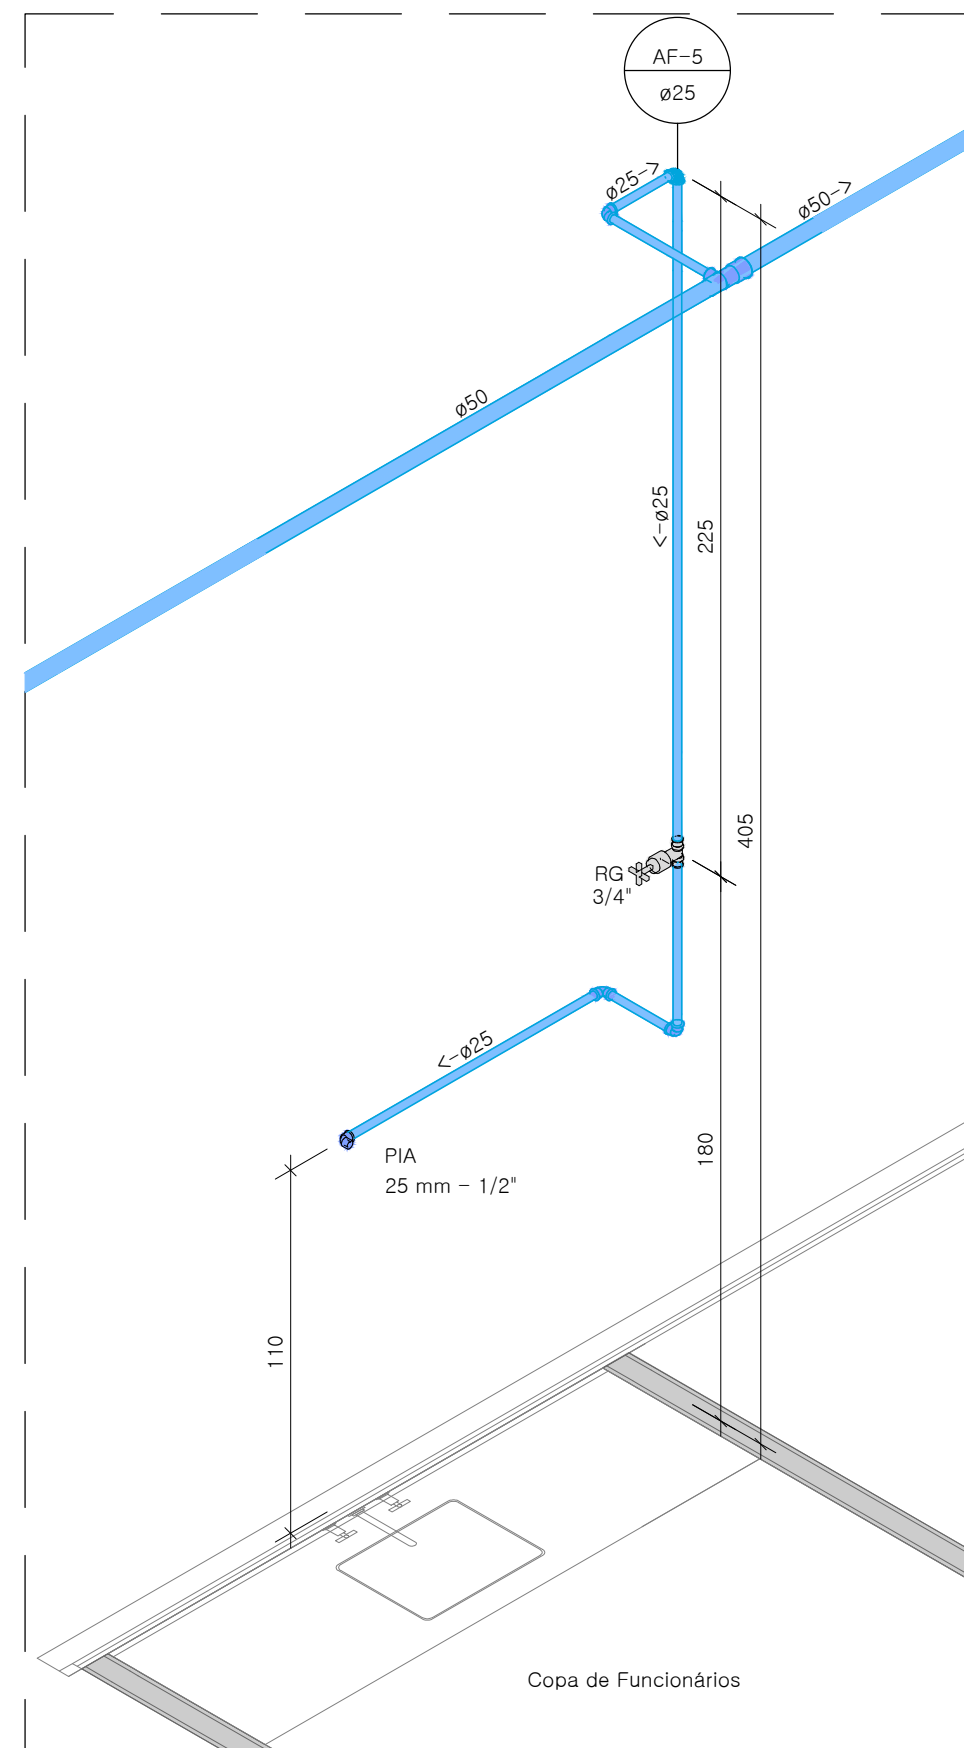 AF-5
ø25
ø25->
ø50->
ø50
<-ø25
225
405
RG
3/4"
<-ø25
180
PIA
25 mm - 1/2"
110
Copa de Funcionários